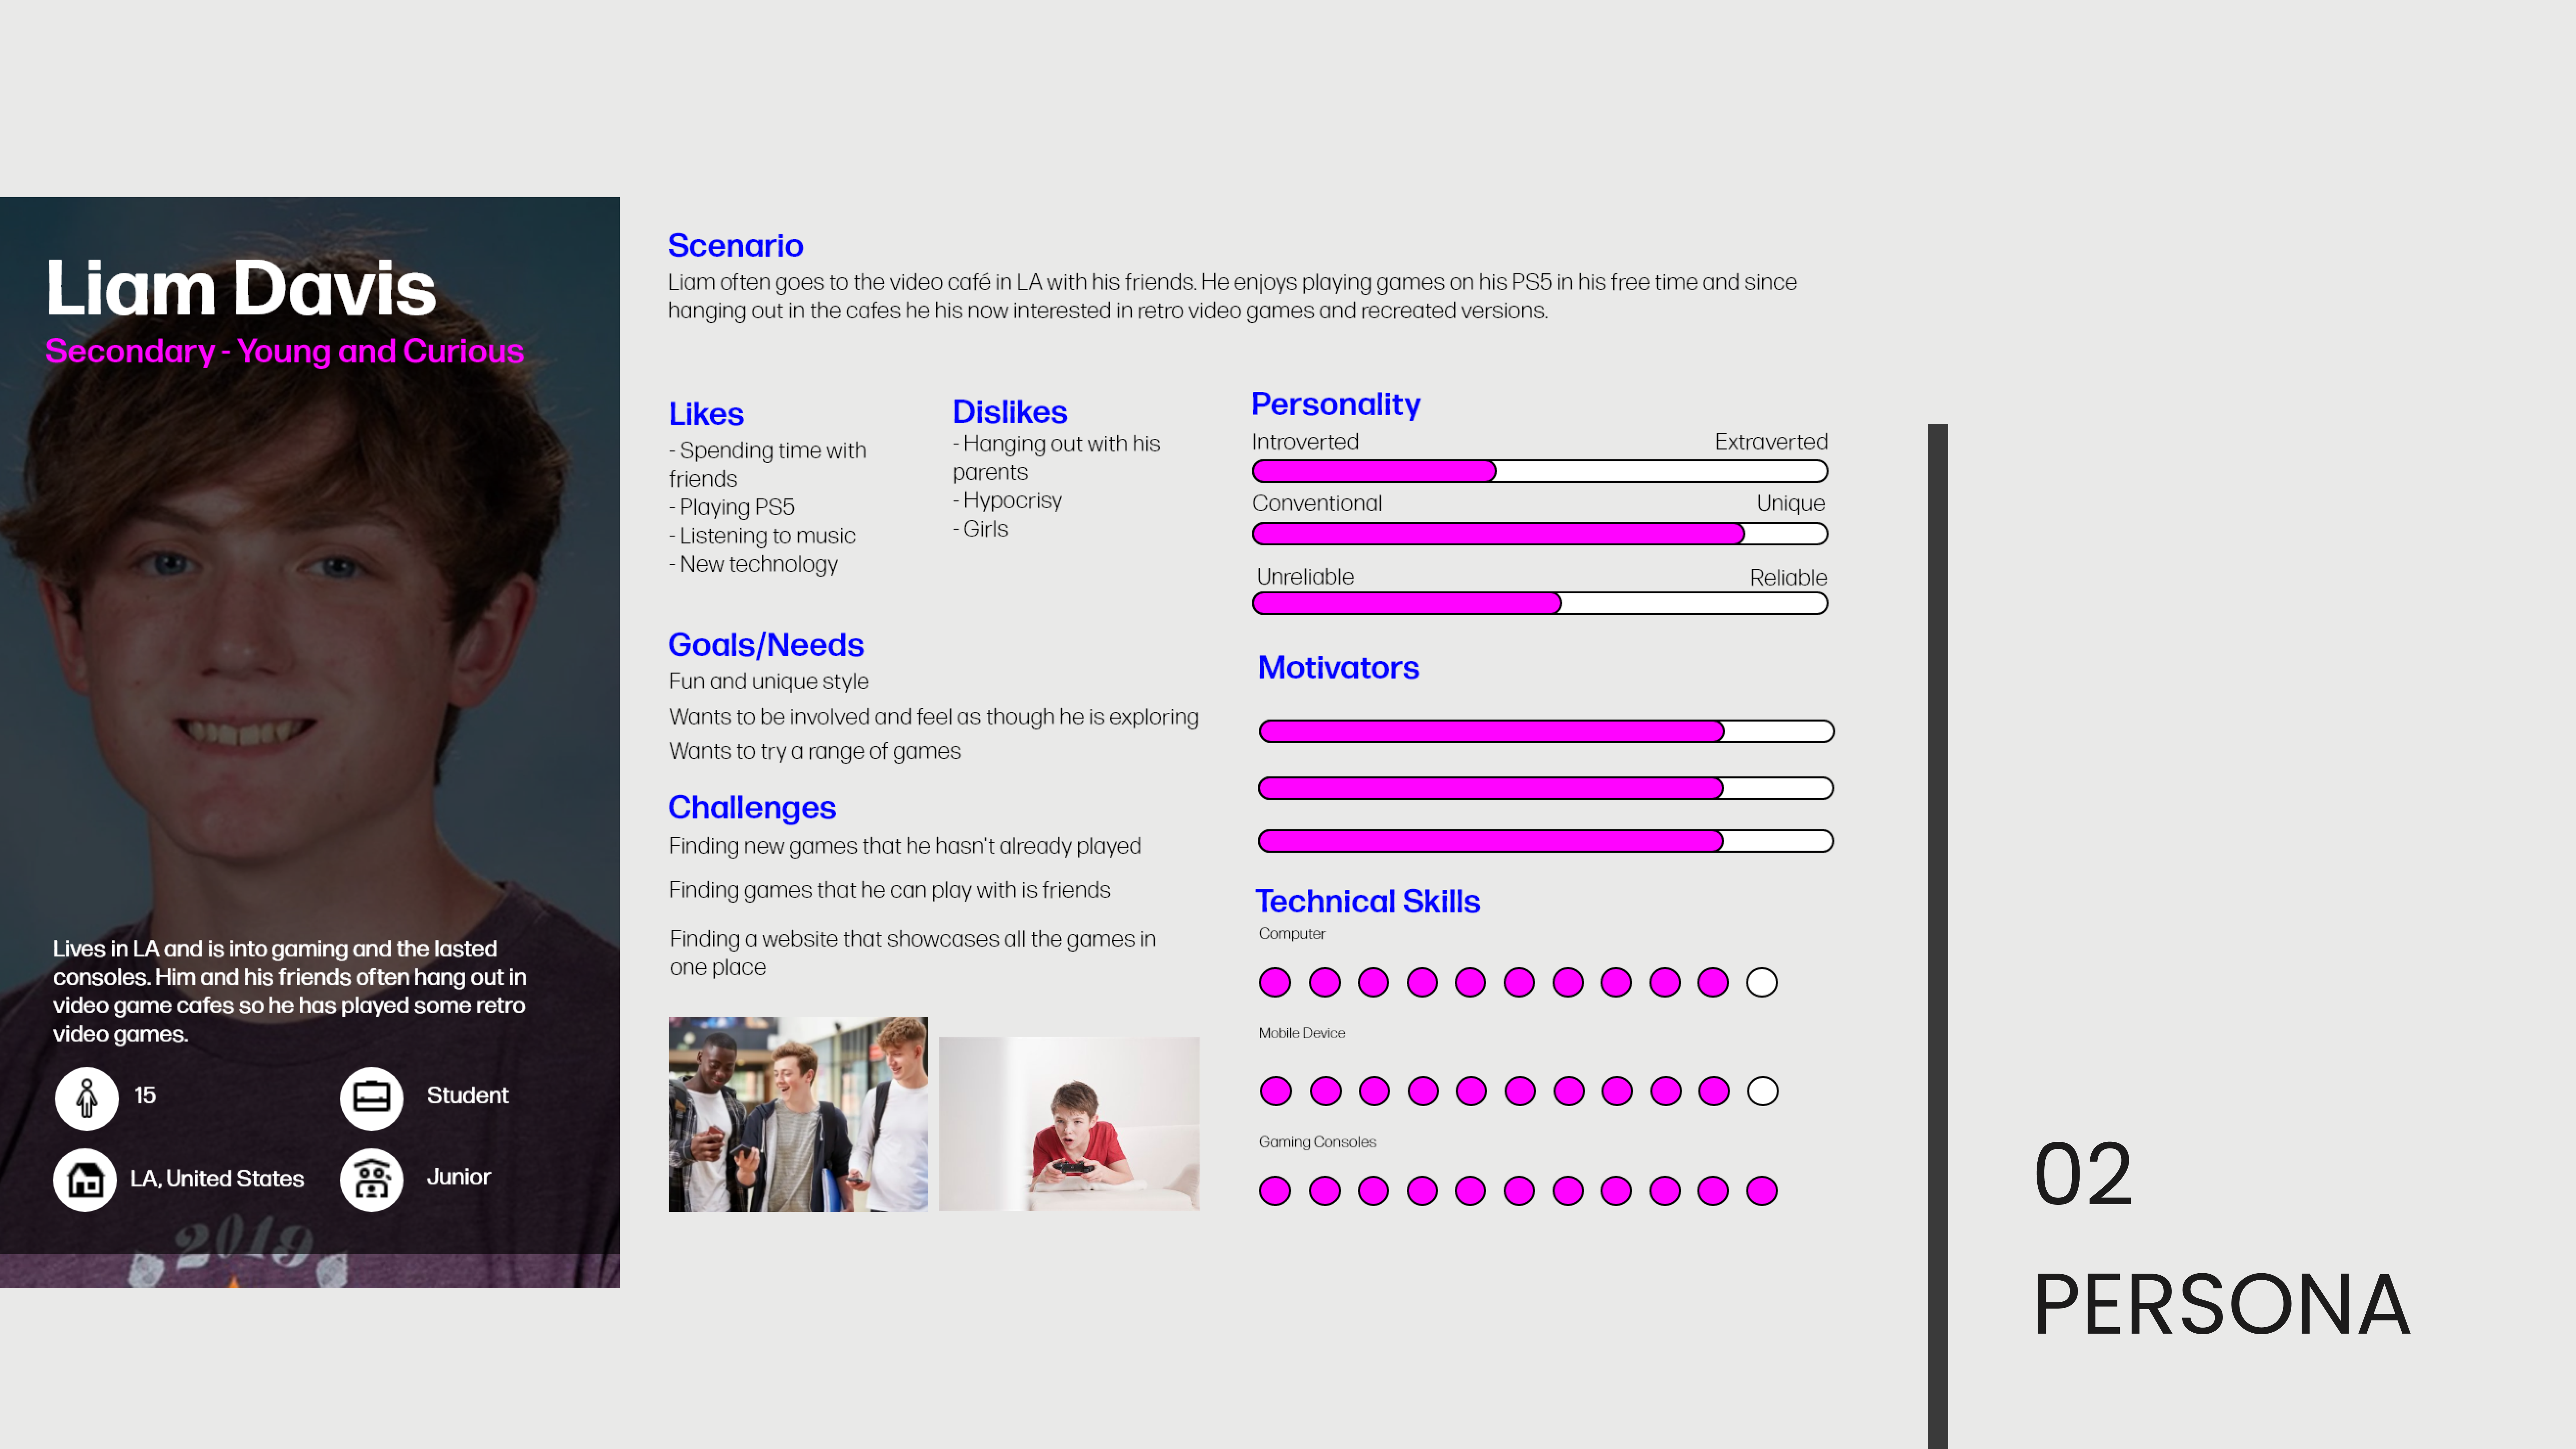 Liam Davis
Secondary - Young and Curious
Lives in LA and is into gaming and the lasted
consoles. Him and his friends often hang out in
video game cafes so he has played some retro
video games.
15
Student
LA, United States
Junior
2019
Scenario
Liam often goes to the video café in LA with his friends. He enjoys playing games on his PS5 in his free time and since
hanging out in the cafes he his now interested in retro video games and recreated versions.
Likes
- Spending time with
friends
- Playing PS5
- Listening to music
- New technology
Dislikes
- Hanging out with his
parents
- Hypocrisy
- Girls
Goals/Needs
Fun and unique style
Wants to be involved and feel as though he is exploring
Wants to try a range of games
Challenges
Finding new games that he hasn't already played
Finding games that he can play with is friends
Finding a website that showcases all the games in
one place
Personality
Introverted Extraverted
Conventional Unique
Unreliable Reliable
Motivators
Technical Skills
Computer
Mobile Device
Gaming Consoles
02
PERSONA